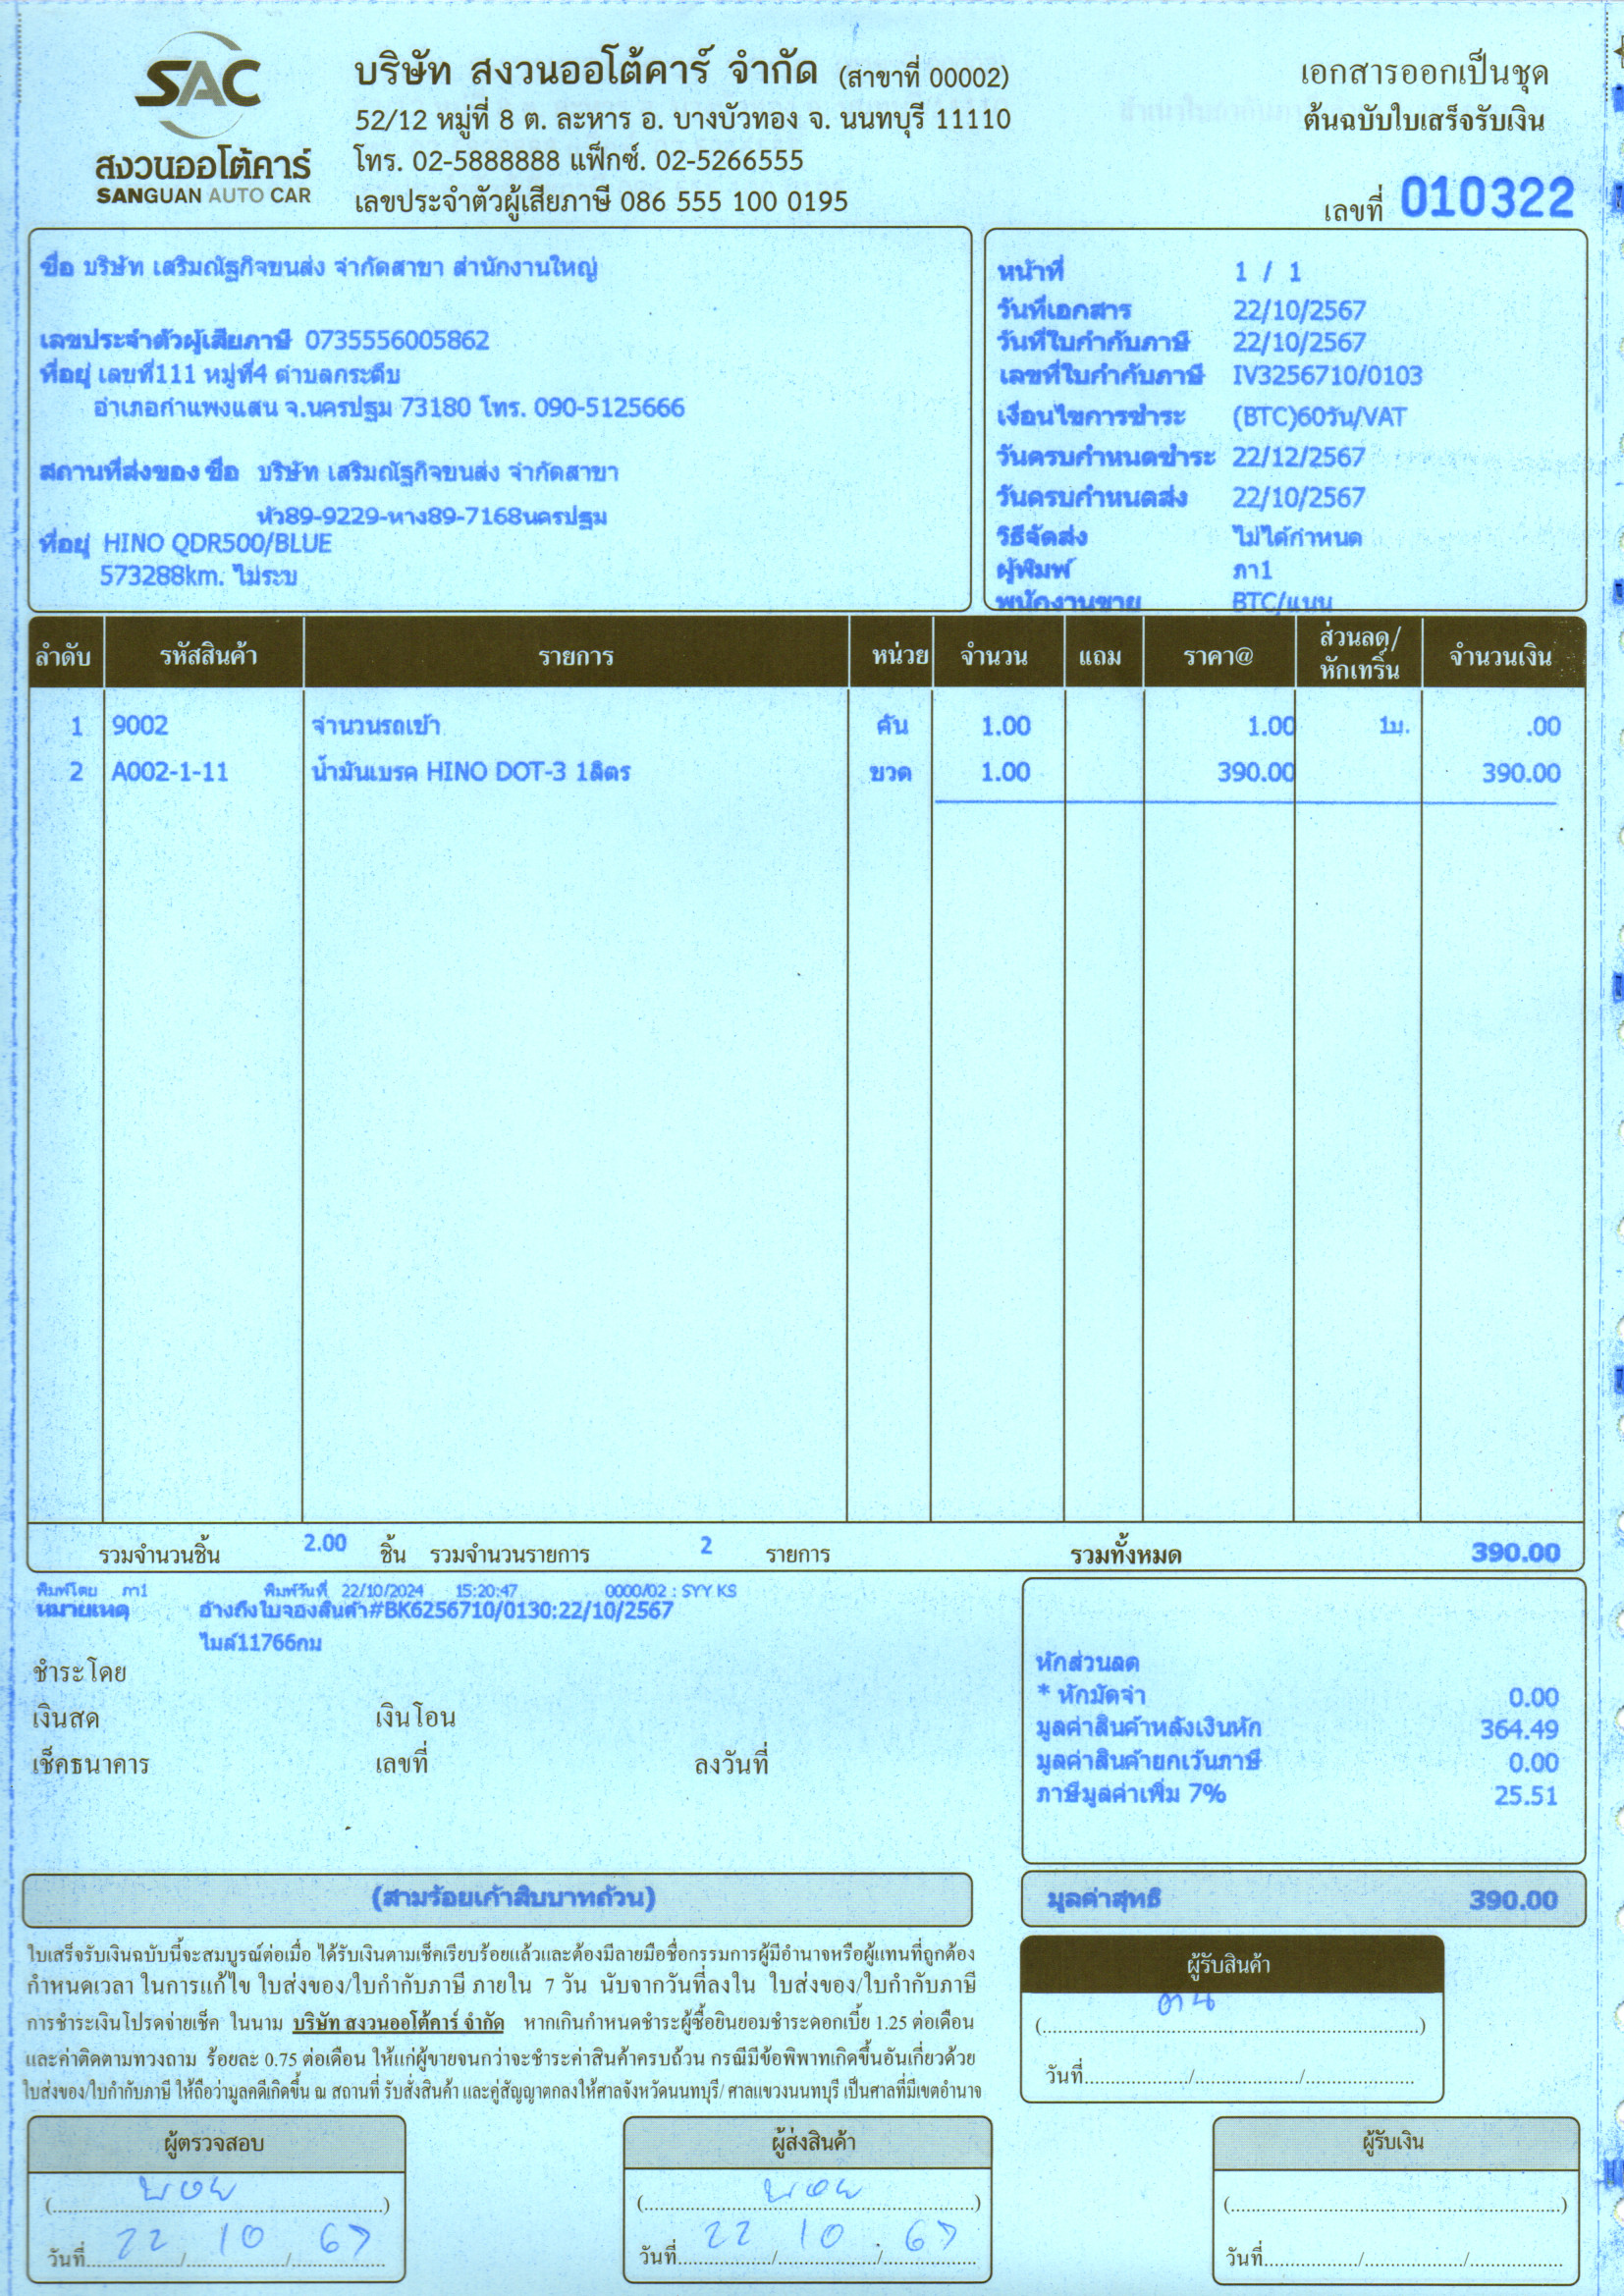 SAC
สงวนออโต้คาร์
SANGUAN AUTO CAR
บริษัท สงวนออโต้คาร์ จำกัด (สาขาที่ 00002)
52/12 หมู่ที่ 8 ต. ละหาร อ. บางบัวทอง จ. นนทบุรี 11110
โทร. 02-5888888 แฟ็กซ์. 02-5266555
เลขประจำตัวผู้เสียภาษี 086 555 100 0195
เอกสารออกเป็นชุด
ต้นฉบับใบเสร็จรับเงิน
เลขที่ 010322
ชื่อ บริษัท เสริมณัฐกิจขนส่ง จำกัดสาขา สำนักงานใหญ่
เลขประจำตัวผู้เสียภาษี 0735556005862
ที่อยู่ เลขที่111 หมู่ที่4 ตำบลกระตีบ
อำเภอกำแพงแสน จ.นครปฐม 73180 โทร. 090-5125666
สถานที่ส่งของ ชื่อ บริษัท เสริมณัฐกิจขนส่ง จำกัดสาขา
หัว89-9229-หาง89-7168นครปฐม
ที่อยู่ HINO QDR500/BLUE
573288km. ไม่ระบ
หน้าที่ 1 / 1
วันที่เอกสาร 22/10/2567
วันที่ใบกำกับภาษี 22/10/2567
เลขที่ใบกำกับภาษี IV3256710/0103
เงื่อนไขการชำระ (BTC)60วัน/VAT
วันครบกำหนดชำระ 22/12/2567
วันครบกำหนดส่ง 22/10/2567
วิธีจัดส่ง ไม่ได้กำหนด
ผู้พิมพ์ ภา1
พนักงานขาย BTC/แนน
ลำดับ รหัสสินค้า รายการ หน่วย จำนวน แถม ราคา@ ส่วนลด/หักเทริ์น จำนวนเงิน
1 9002 จำนวนรถเข้า คัน 1.00 1.00 1บ. .00
2 A002-1-11 น้ำมันเบรค HINO DOT-3 1ลิตร ขวด 1.00 390.00 390.00
รวมจำนวนชิ้น 2.00 ชิ้น รวมจำนวนรายการ 2 รายการ รวมทั้งหมด 390.00
พิมพ์โดย ภา1 พิมพ์วันที่ 22/10/2024 15:20:47 0000/02 : SYY KS
หมายเหตุ อ้างถึงใบจองสินค้า#BK6256710/0130:22/10/2567
ไมล์11766กม
ชำระโดย
เงินสด เงินโอน
เช็คธนาคาร เลขที่ ลงวันที่
หักส่วนลด
* หักมัดจำ 0.00
มูลค่าสินค้าหลังเงินหัก 364.49
มูลค่าสินค้ายกเว้นภาษี 0.00
ภาษีมูลค่าเพิ่ม 7% 25.51
(สามร้อยเก้าสิบบาทถ้วน)
มูลค่าสุทธิ 390.00
ใบเสร็จรับเงินฉบับนี้จะสมบูรณ์ต่อเมื่อ ได้รับเงินตามเช็คเรียบร้อยแล้วและต้องมีลายมือชื่อกรรมการผู้มีอำนาจหรือผู้แทนที่ถูกต้อง
กำหนดเวลา ในการแก้ไข ใบส่งของ/ใบกำกับภาษี ภายใน 7 วัน นับจากวันที่ลงใน ใบส่งของ/ใบกำกับภาษี
การชำระเงินโปรดจ่ายเช็ค ในนาม บริษัท สงวนออโต้คาร์ จำกัด หากเกินกำหนดชำระผู้ซื้อยินยอมชำระดอกเบี้ย 1.25 ต่อเดือน
และค่าติดตามทวงถาม ร้อยละ 0.75 ต่อเดือน ให้แก่ผู้ขายจนกว่าจะชำระค่าสินค้าครบถ้วน กรณีมีข้อพิพาทเกิดขึ้นอันเกี่ยวด้วย
ใบส่งของ/ใบกำกับภาษี ให้ถือว่ามูลคดีเกิดขึ้น ณ สถานที่ รับสั่งสินค้า และคู่สัญญาตกลงให้ศาลจังหวัดนนทบุรี/ ศาลแขวงนนทบุรี เป็นศาลที่มีเขตอำนาจ
ผู้รับสินค้า
วันที่
ผู้ตรวจสอบ
วันที่ 22/10/67
ผู้ส่งสินค้า
วันที่ 22/10/67
ผู้รับเงิน
วันที่